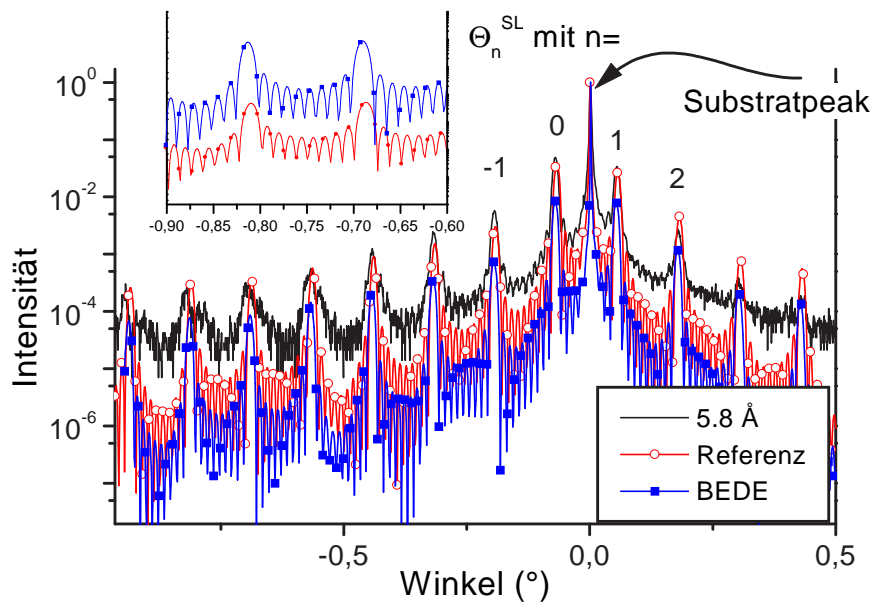 Θₙ^SL mit n=
Substratpeak
0
1
-1
2
-0,90 -0,85 -0,80 -0,75 -0,70 -0,65 -0,60
10⁰
10⁻²
10⁻⁴
10⁻⁶
Intensität
5.8 Å
Referenz
BEDE
-0,5 0,0 0,5
Winkel (°)